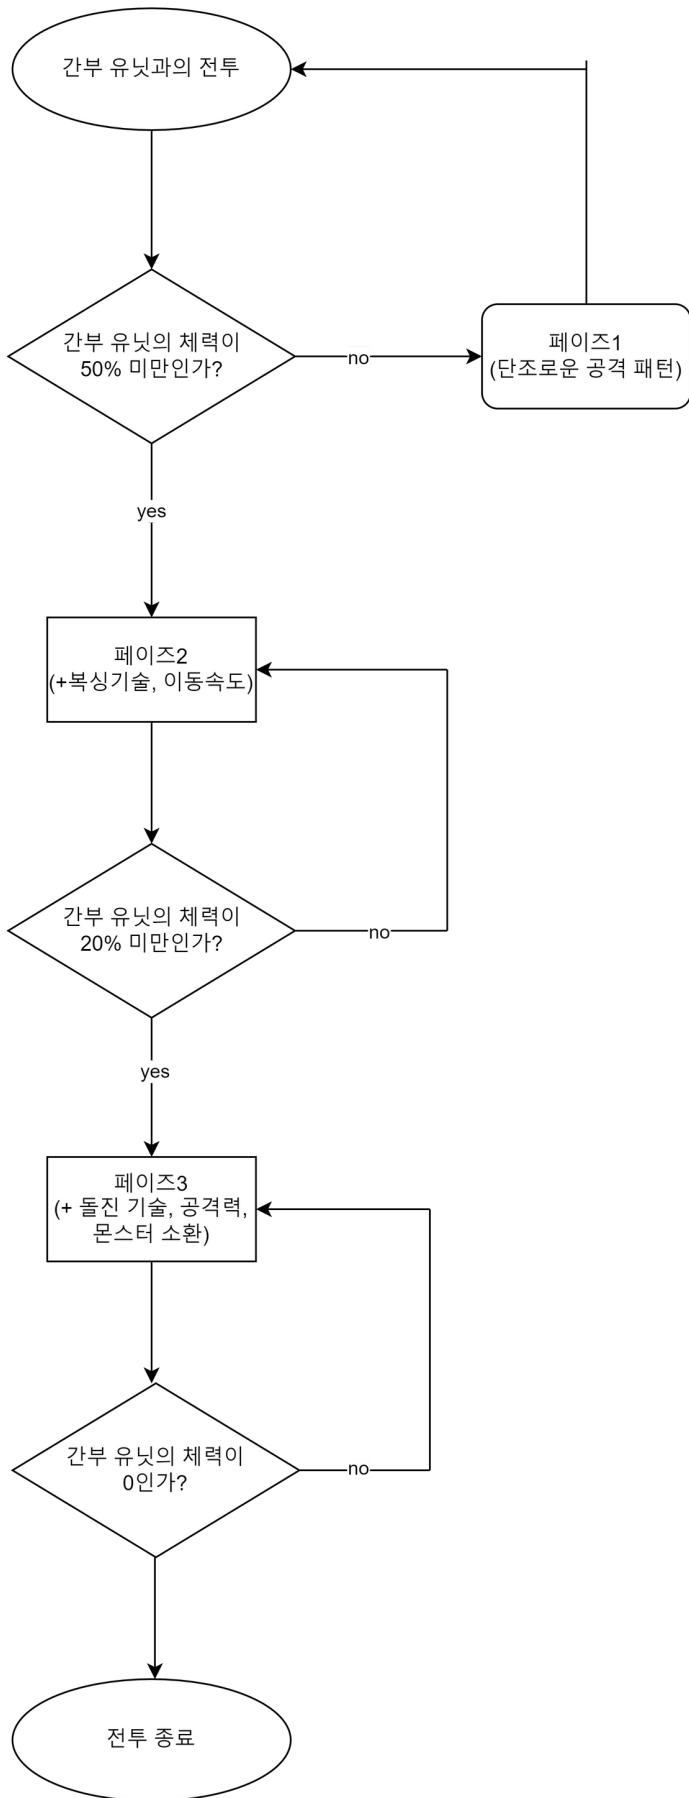 간부 유닛과의 전투
간부 유닛의 체력이
50% 미만인가?
no
페이즈1
(단조로운 공격 패턴)
yes
페이즈2
(+복싱기술, 이동속도)
간부 유닛의 체력이
20% 미만인가?
no
yes
페이즈3
(+ 돌진 기술, 공격력,
몬스터 소환)
간부 유닛의 체력이
0인가?
no
전투 종료